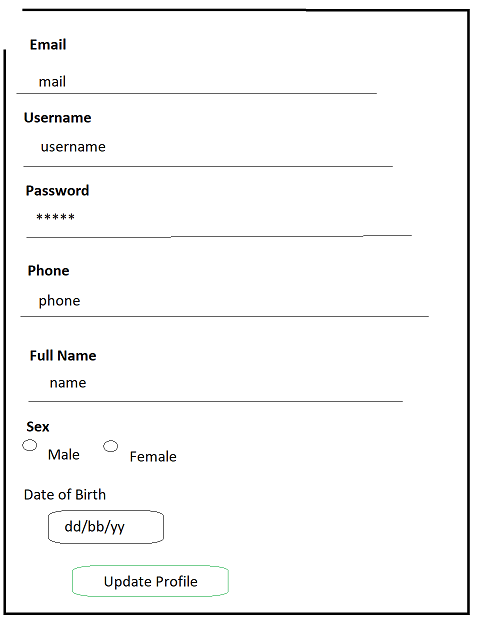 Email
mail
Username
username
Password
*****
Phone
phone
Full Name
name
Sex
Male Female
Date of Birth
dd/bb/yy
Update Profile